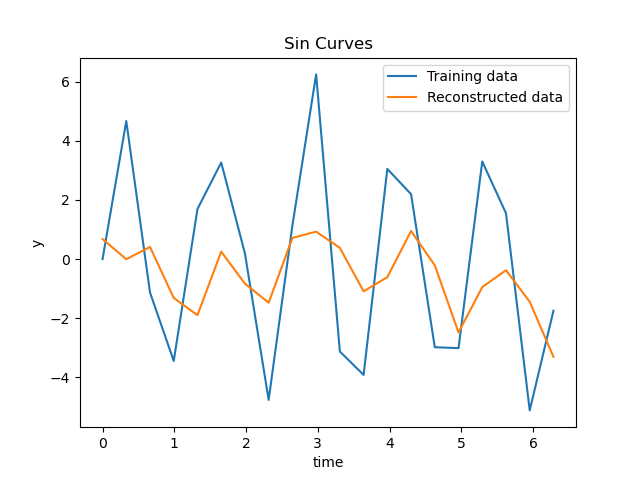 Sin Curves
Training data
Reconstructed data
6
4
2
0
−2
−4
y
0 1 2 3 4 5 6
time